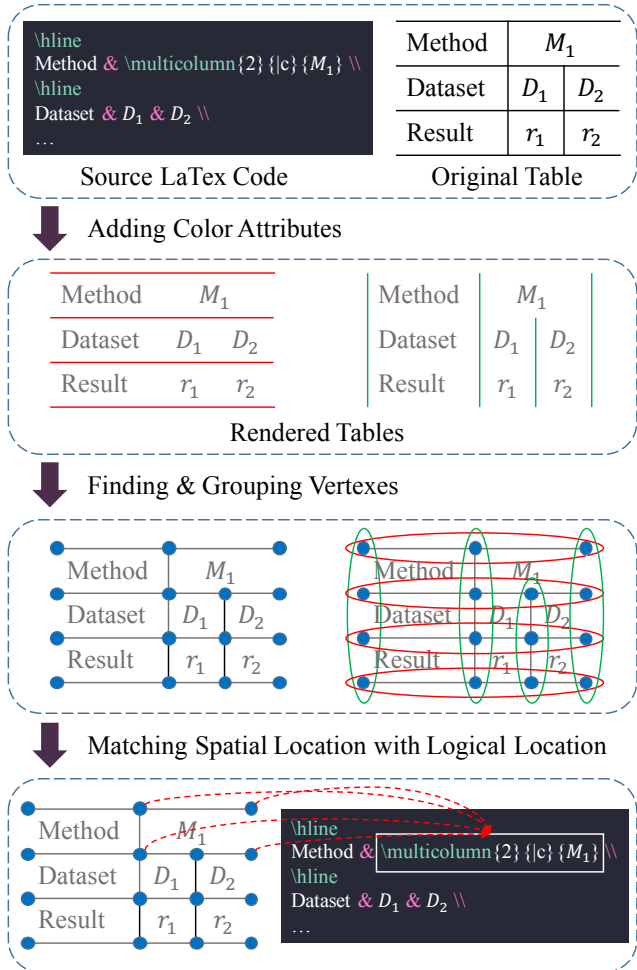 \hline
Method & \multicolumn{2}{|c}{M₁} \\
\hline
Dataset & D₁ & D₂ \\
...
Source LaTex Code
Method M₁
Dataset D₁ D₂
Result r₁ r₂
Original Table
Adding Color Attributes
Method M₁
Dataset D₁ D₂
Result r₁ r₂
Method M₁
Dataset D₁ D₂
Result r₁ r₂
Rendered Tables
Finding & Grouping Vertexes
Method M₁
Dataset D₁ D₂
Result r₁ r₂
Method M₁
Dataset D₁ D₂
Result r₁ r₂
Matching Spatial Location with Logical Location
Method M₁
Dataset D₁ D₂
Result r₁ r₂
\hline
Method & \multicolumn{2}{|c}{M₁} \\
\hline
Dataset & D₁ & D₂ \\
...